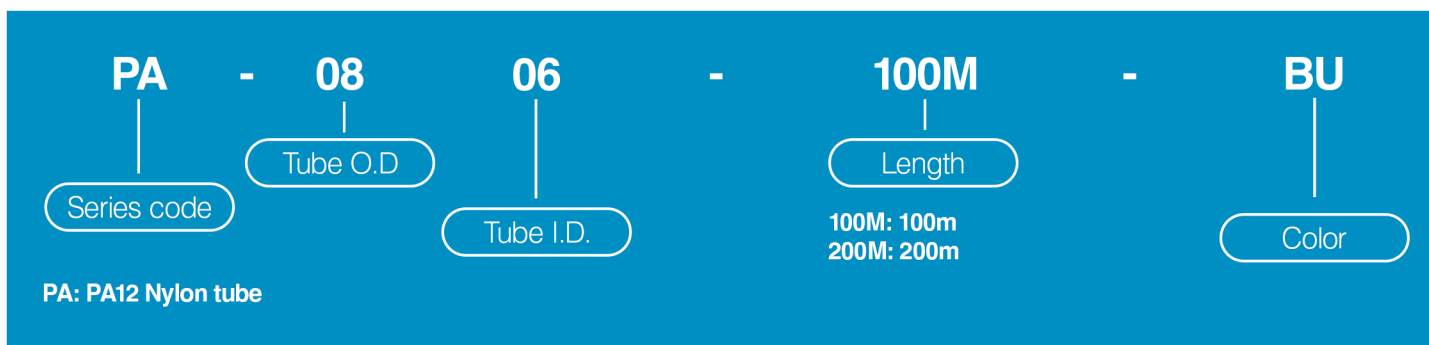 PA - 08 06 - 100M - BU
Tube O.D
Length
Series code
Tube I.D.
100M: 100m
200M: 200m
Color
PA: PA12 Nylon tube